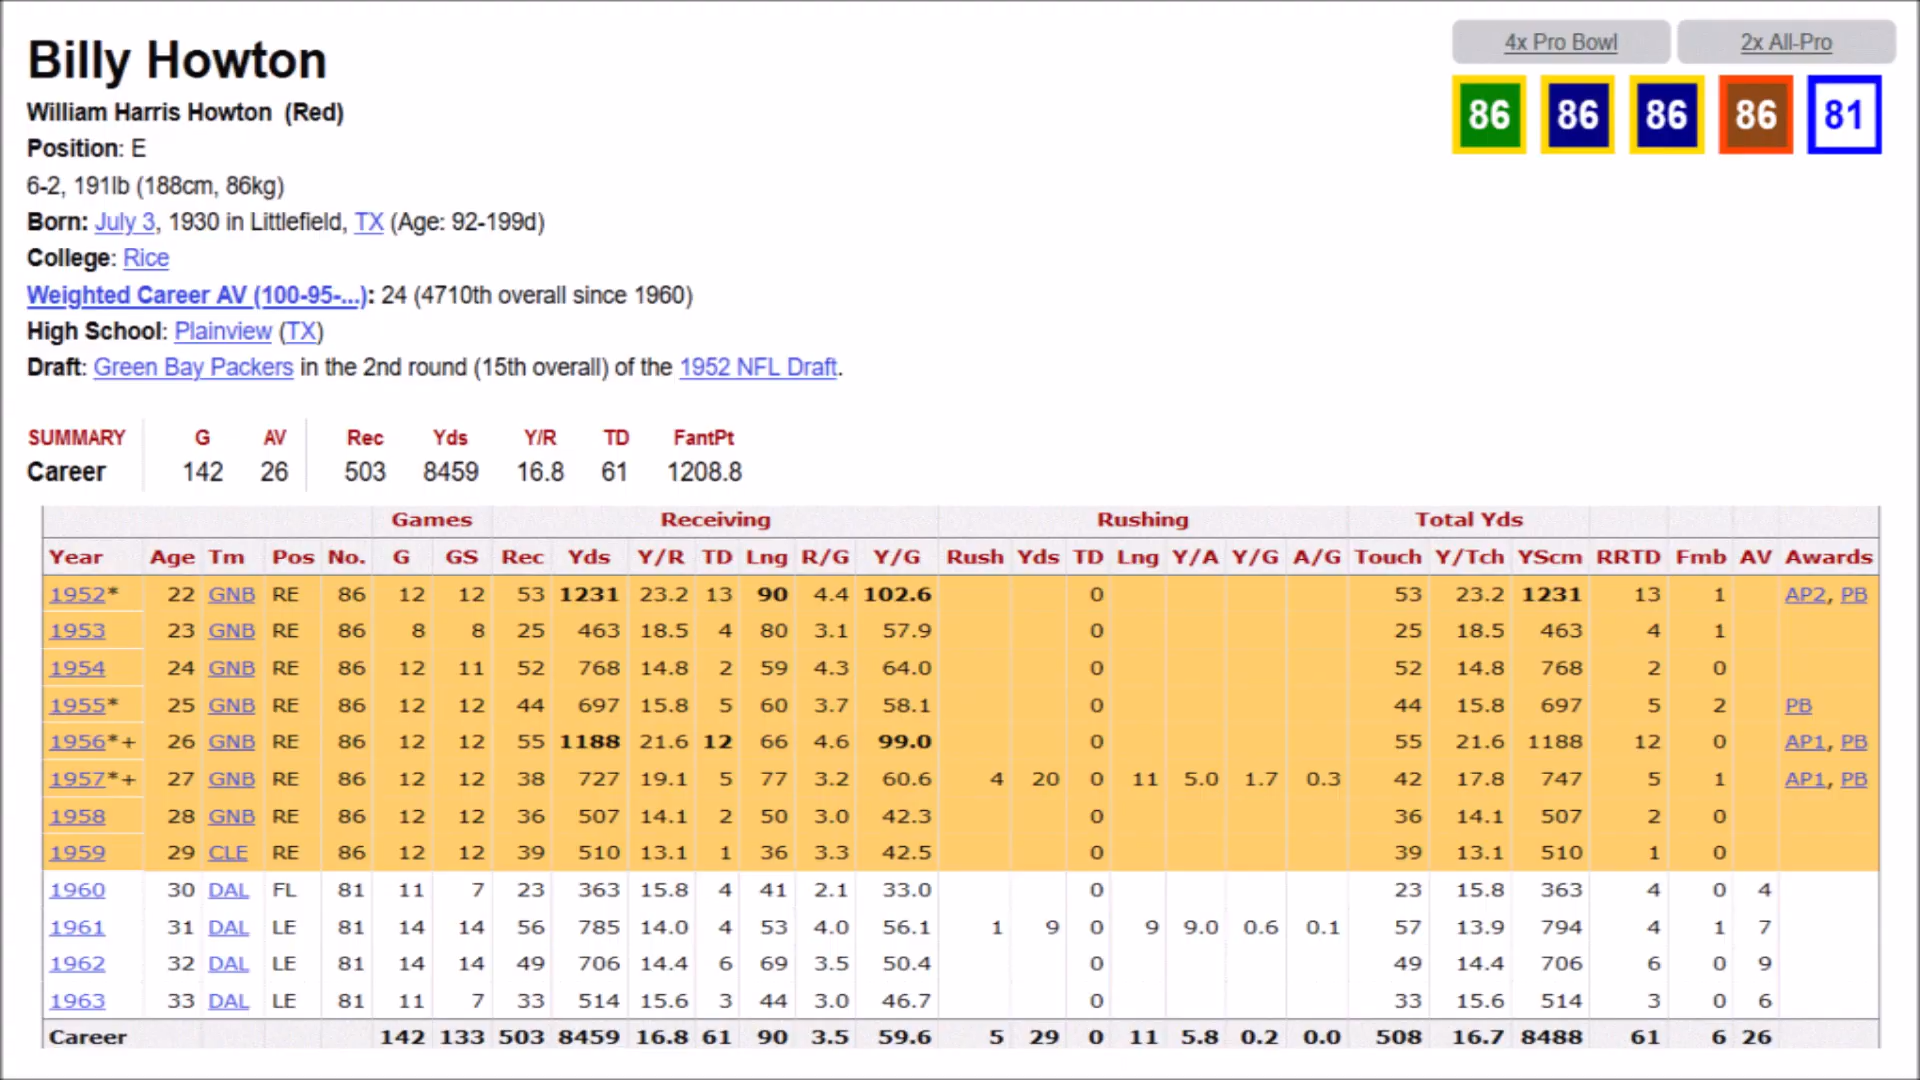 Billy Howton
4x Pro Bowl 2x All-Pro
86 86 86 86 81
William Harris Howton (Red)
Position: E
6-2, 191lb (188cm, 86kg)
Born: July 3, 1930 in Littlefield, TX (Age: 92-199d)
College: Rice
Weighted Career AV (100-95-...): 24 (4710th overall since 1960)
High School: Plainview (TX)
Draft: Green Bay Packers in the 2nd round (15th overall) of the 1952 NFL Draft.
SUMMARY G AV Rec Yds Y/R TD FantPt
Career 142 26 503 8459 16.8 61 1208.8
Games Receiving Rushing Total Yds
Year Age Tm Pos No. G GS Rec Yds Y/R TD Lng R/G Y/G Rush Yds TD Lng Y/A Y/G A/G Touch Y/Tch YScm RRTD Fmb AV Awards
1952* 22 GNB RE 86 12 12 53 1231 23.2 13 90 4.4 102.6 0 53 23.2 1231 13 1 AP2, PB
1953 23 GNB RE 86 8 8 25 463 18.5 4 80 3.1 57.9 0 25 18.5 463 4 1
1954 24 GNB RE 86 12 11 52 768 14.8 2 59 4.3 64.0 0 52 14.8 768 2 0
1955* 25 GNB RE 86 12 12 44 697 15.8 5 60 3.7 58.1 0 44 15.8 697 5 2 PB
1956*+ 26 GNB RE 86 12 12 55 1188 21.6 12 66 4.6 99.0 0 55 21.6 1188 12 0 AP1, PB
1957*+ 27 GNB RE 86 12 12 38 727 19.1 5 77 3.2 60.6 4 20 0 11 5.0 1.7 0.3 42 17.8 747 5 1 AP1, PB
1958 28 GNB RE 86 12 12 36 507 14.1 2 50 3.0 42.3 0 36 14.1 507 2 0
1959 29 CLE RE 86 12 12 39 510 13.1 1 36 3.3 42.5 0 39 13.1 510 1 0
1960 30 DAL FL 81 11 7 23 363 15.8 4 41 2.1 33.0 0 23 15.8 363 4 0 4
1961 31 DAL LE 81 14 14 56 785 14.0 4 53 4.0 56.1 1 9 0 9 9.0 0.6 0.1 57 13.9 794 4 1 7
1962 32 DAL LE 81 14 14 49 706 14.4 6 69 3.5 50.4 0 49 14.4 706 6 0 9
1963 33 DAL LE 81 11 7 33 514 15.6 3 44 3.0 46.7 0 33 15.6 514 3 0 6
Career 142 133 503 8459 16.8 61 90 3.5 59.6 5 29 0 11 5.8 0.2 0.0 508 16.7 8488 61 6 26